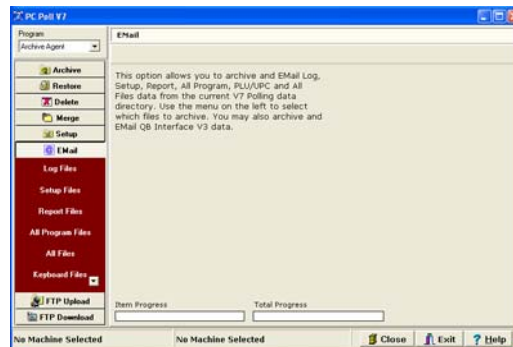 PC Poll V7
Program
Archive Agent
EMail
Archive
Restore
Delete
Merge
Setup
EMail
Log Files
Setup Files
Report Files
All Program Files
All Files
Keyboard Files
FTP Upload
FTP Download
This option allows you to archive and EMail Log,
Setup, Report, All Program, PLU/UPC and All
Files data from the current V7 Polling data
directory. Use the menu on the left to select
which files to archive. You may also archive and
EMail QB Interface V3 data.
Item Progress
Total Progress
No Machine Selected
No Machine Selected
Close
Exit
? Help